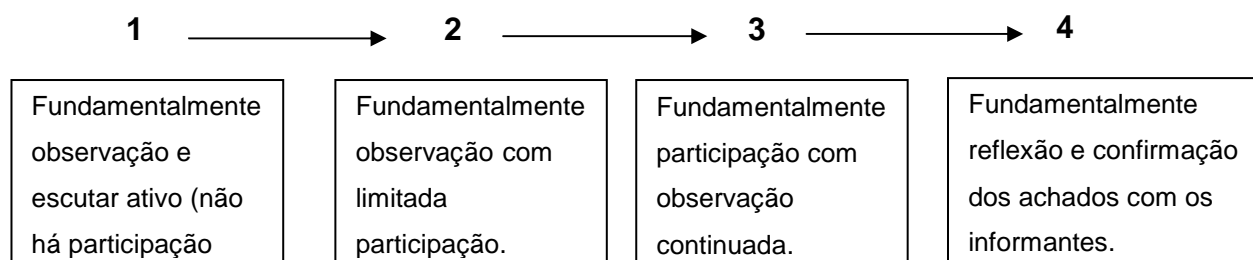 1 2 3 4
Fundamentalmente
observação e
escutar ativo (não
há participação
Fundamentalmente
observação com
limitada
participação.
Fundamentalmente
participação com
observação
continuada.
Fundamentalmente
reflexão e confirmação
dos achados com os
informantes.